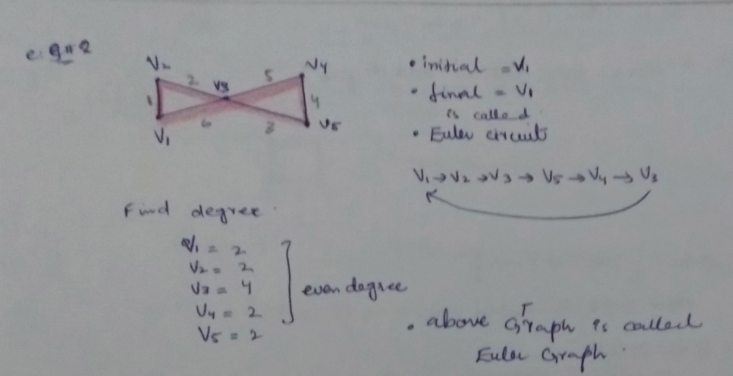 e.g # 2
V2
V4
2
V3
5
1
4
6
3
V1
V5
• initial = V1
• final = V1
is called
• Euler circuits
V1 → V2 → V3 → V5 → V4 → V3
Find degree.
V1 = 2
V2 = 2
V3 = 4
V4 = 2
V5 = 2
even degree
• above Graph is called
Euler Graph.